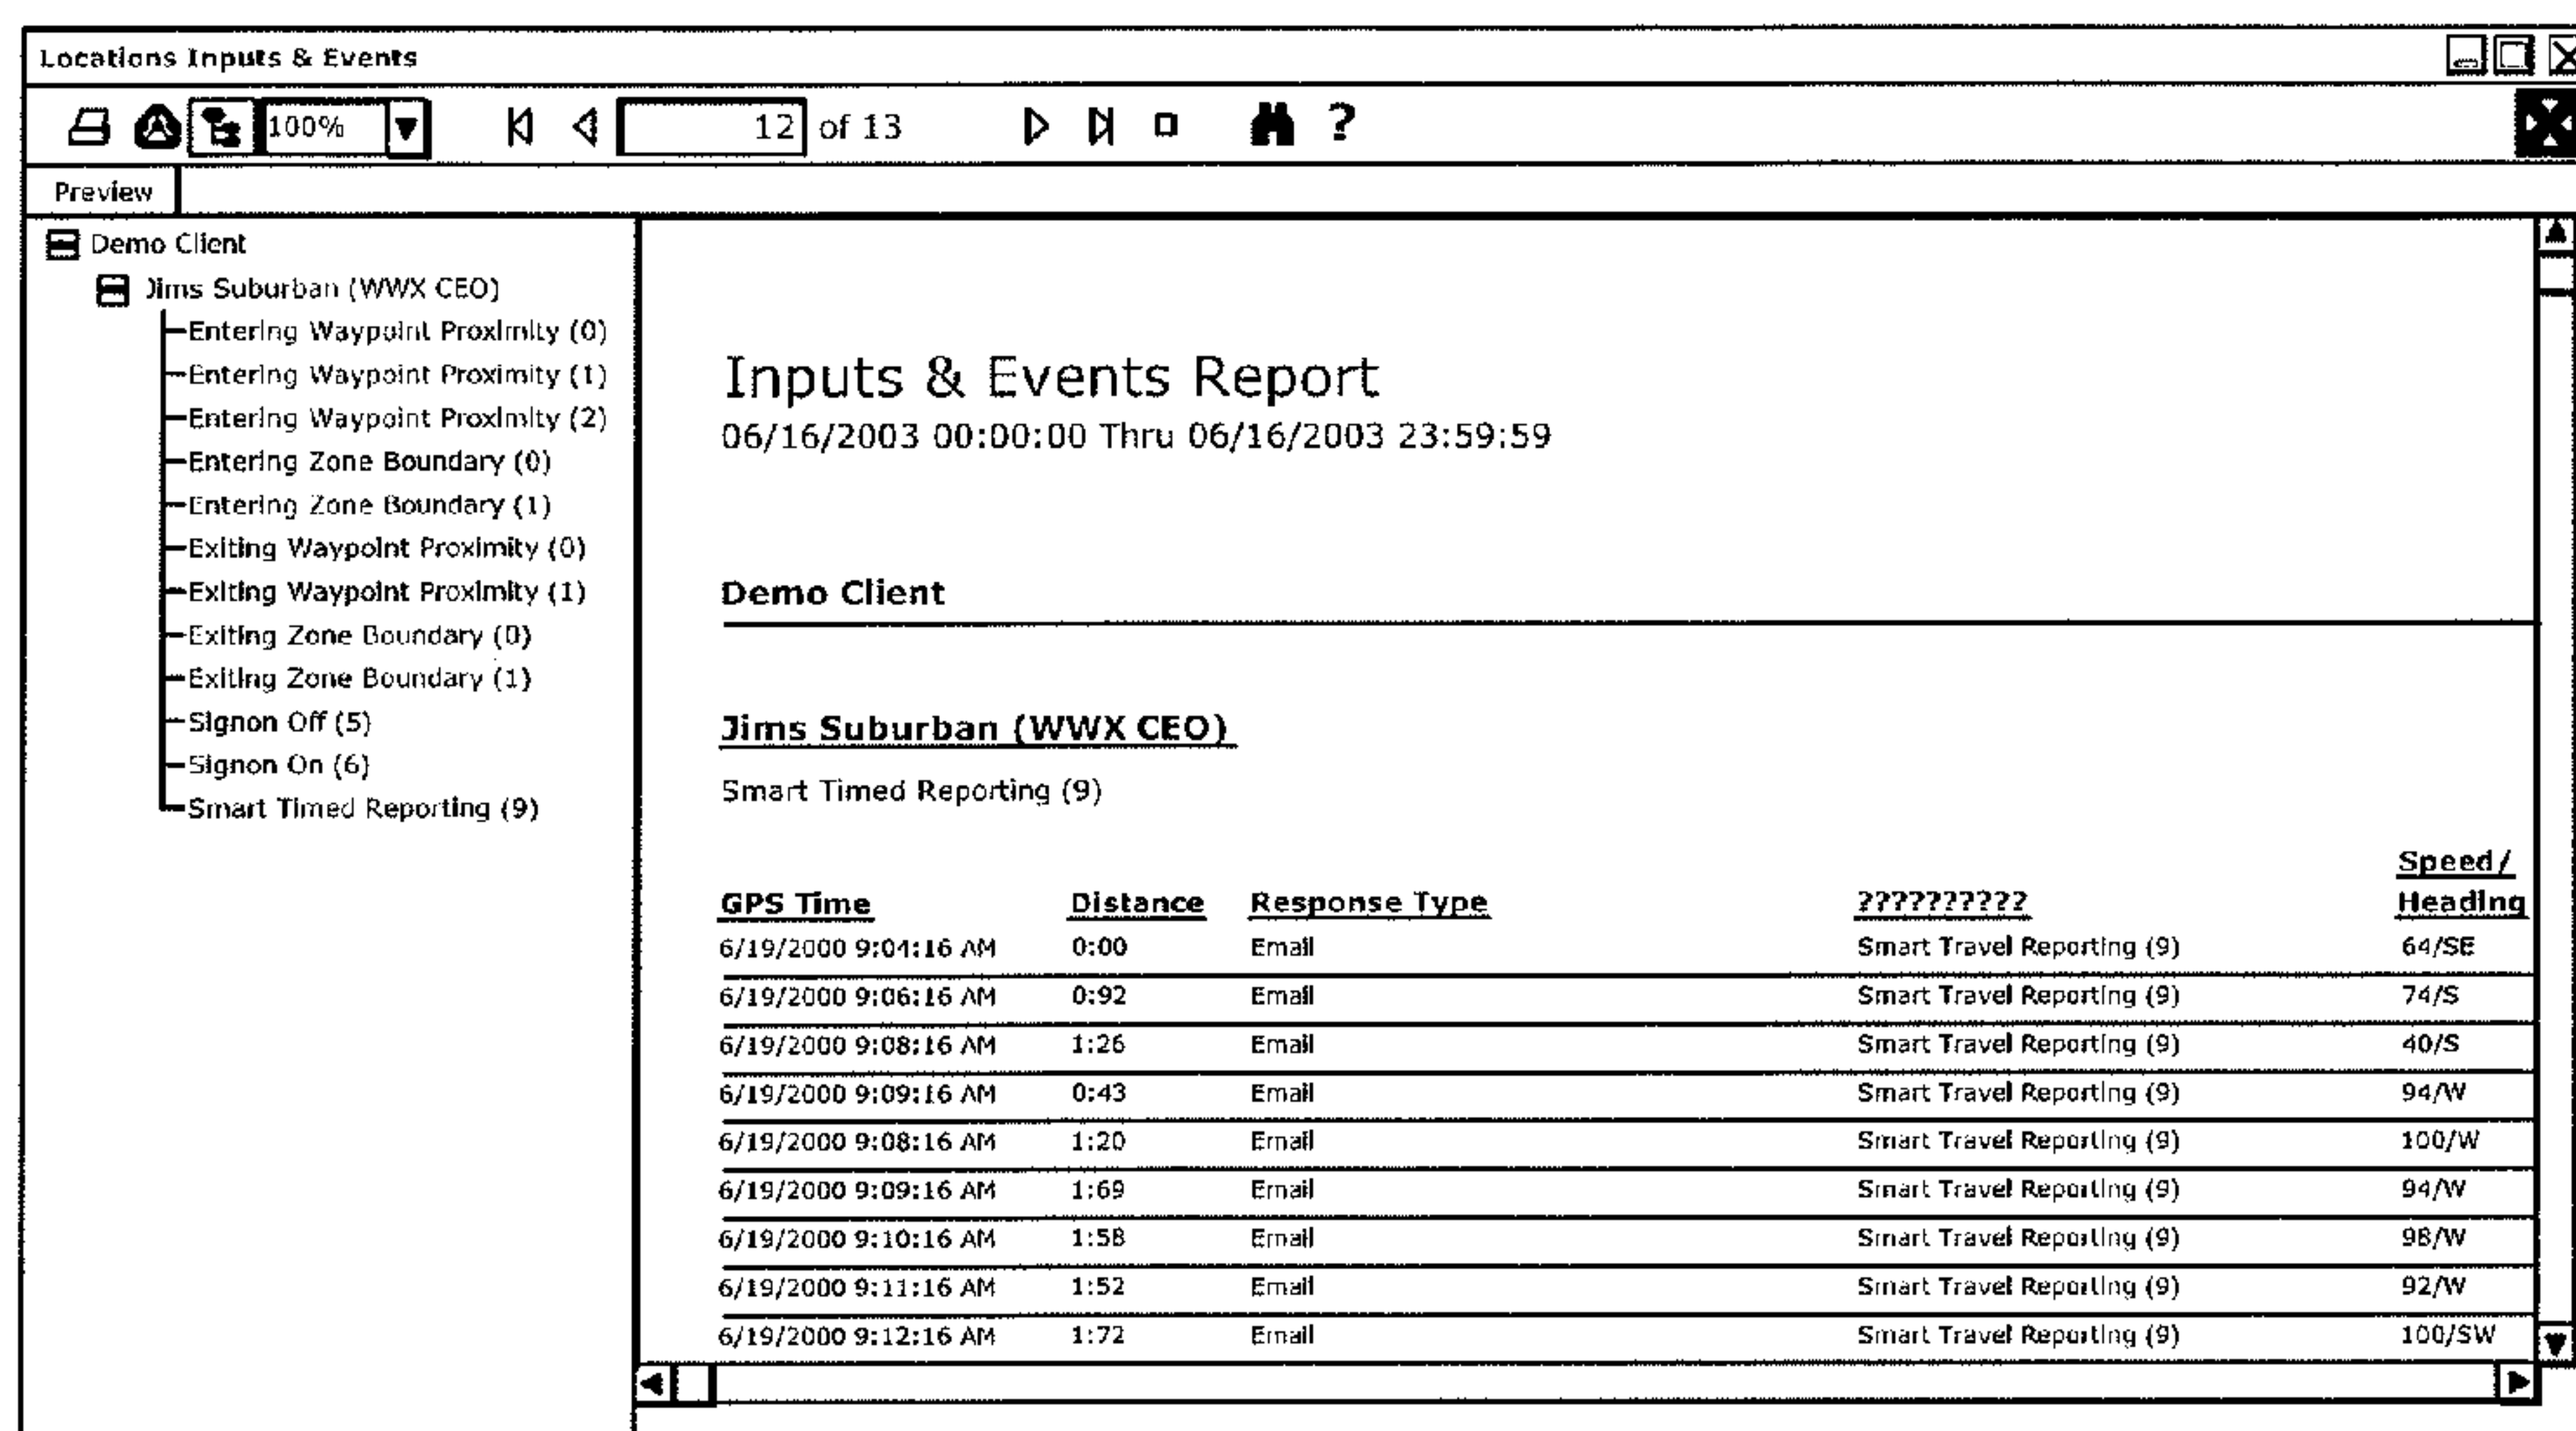 Locations Inputs & Events
100% 12 of 13 ?
Preview
Demo Client
Jims Suburban (WWX CEO)
Entering Waypoint Proximity (0)
Entering Waypoint Proximity (1)
Entering Waypoint Proximity (2)
Entering Zone Boundary (0)
Entering Zone Boundary (1)
Exiting Waypoint Proximity (0)
Exiting Waypoint Proximity (1)
Exiting Zone Boundary (0)
Exiting Zone Boundary (1)
Signon Off (5)
Signon On (6)
Smart Timed Reporting (9)
Inputs & Events Report
06/16/2003 00:00:00 Thru 06/16/2003 23:59:59
Demo Client
Jims Suburban (WWX CEO)
Smart Timed Reporting (9)
Speed/
GPS Time Distance Response Type ?????????? Heading
6/19/2000 9:04:16 AM 0:00 Email Smart Travel Reporting (9) 64/SE
6/19/2000 9:06:16 AM 0:92 Email Smart Travel Reporting (9) 74/S
6/19/2000 9:08:16 AM 1:26 Email Smart Travel Reporting (9) 40/S
6/19/2000 9:09:16 AM 0:43 Email Smart Travel Reporting (9) 94/W
6/19/2000 9:08:16 AM 1:20 Email Smart Travel Reporting (9) 100/W
6/19/2000 9:09:16 AM 1:69 Email Smart Travel Reporting (9) 94/W
6/19/2000 9:10:16 AM 1:58 Email Smart Travel Reporting (9) 98/W
6/19/2000 9:11:16 AM 1:52 Email Smart Travel Reporting (9) 92/W
6/19/2000 9:12:16 AM 1:72 Email Smart Travel Reporting (9) 100/SW